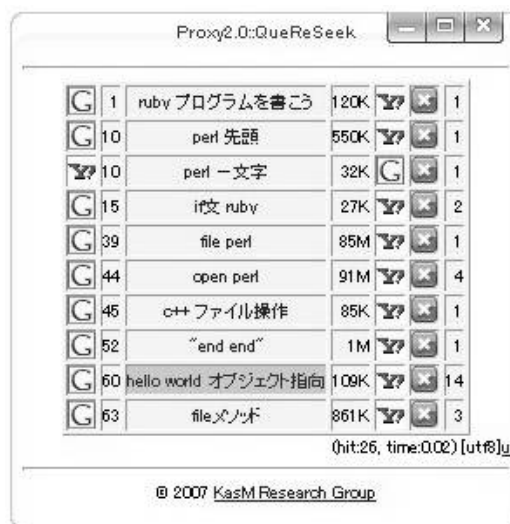 Proxy2.0::QueReSeek
G 1 ruby プログラムを書こう 120K Y? 1
G 10 perl 先頭 550K Y? 1
Y? 10 perl 一文字 32K G 1
G 15 if文 ruby 27K Y? 2
G 39 file perl 85M Y? 1
G 44 open perl 91M Y? 4
G 45 c++ ファイル操作 85K Y? 1
G 52 "end end" 1M Y? 1
G 60 hello world オブジェクト指向 109K Y? 14
G 63 fileメソッド 861K Y? 3
(hit:26, time:0.02) [utf8]u
© 2007 KasM Research Group